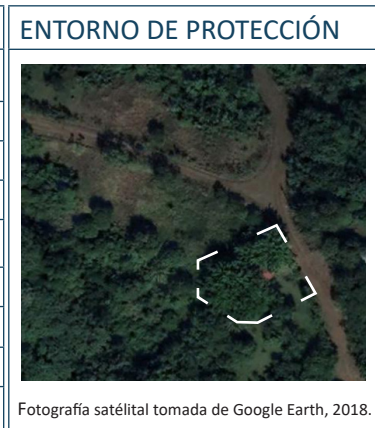 ENTORNO DE PROTECCIÓN
Fotografía satélital tomada de Google Earth, 2018.